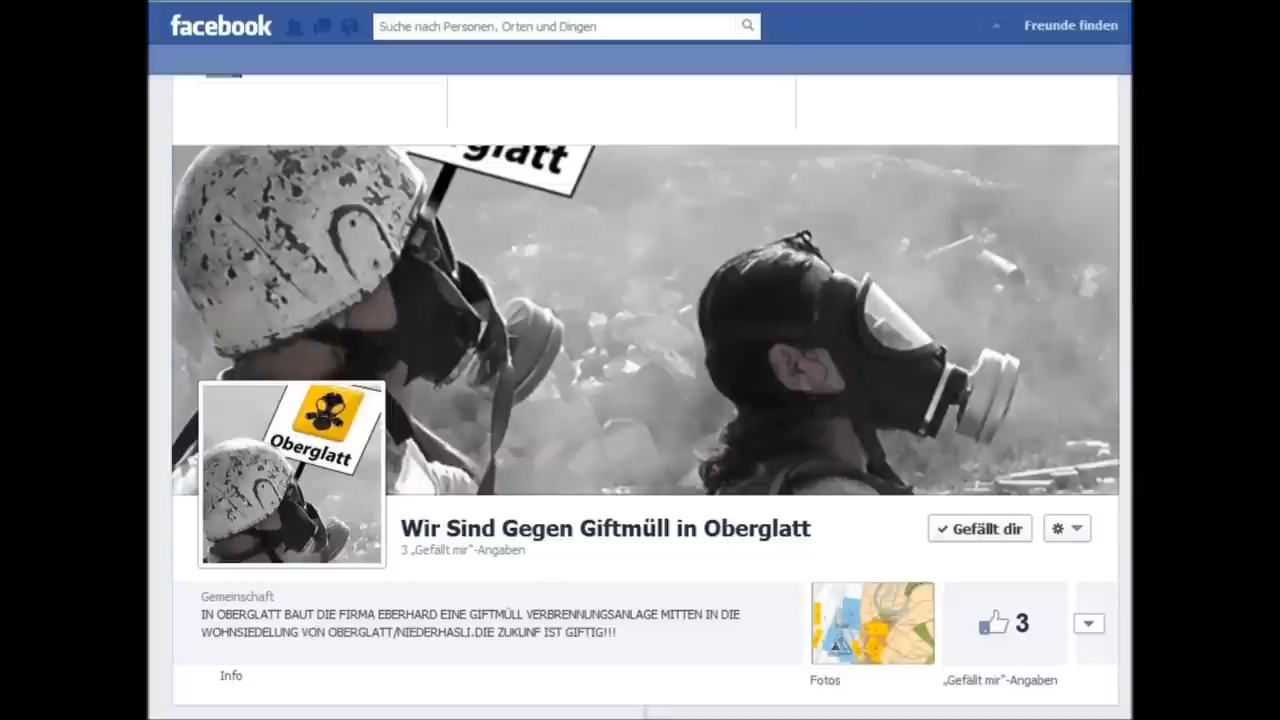 facebook
Suche nach Personen, Orten und Dingen
Freunde finden
glatt
Oberglatt
Wir Sind Gegen Giftmüll in Oberglatt
Gefällt dir
3 „Gefällt mir“-Angaben
Gemeinschaft
IN OBERGLATT BAUT DIE FIRMA EBERHARD EINE GIFTMÜLL VERBRENNUNGSANLAGE MITTEN IN DIE
WOHNSIEDELUNG VON OBERGLATT/NIEDERHASLI.DIE ZUKUNF IST GIFTIG!!!
3
Info
Fotos
„Gefällt mir“-Angaben